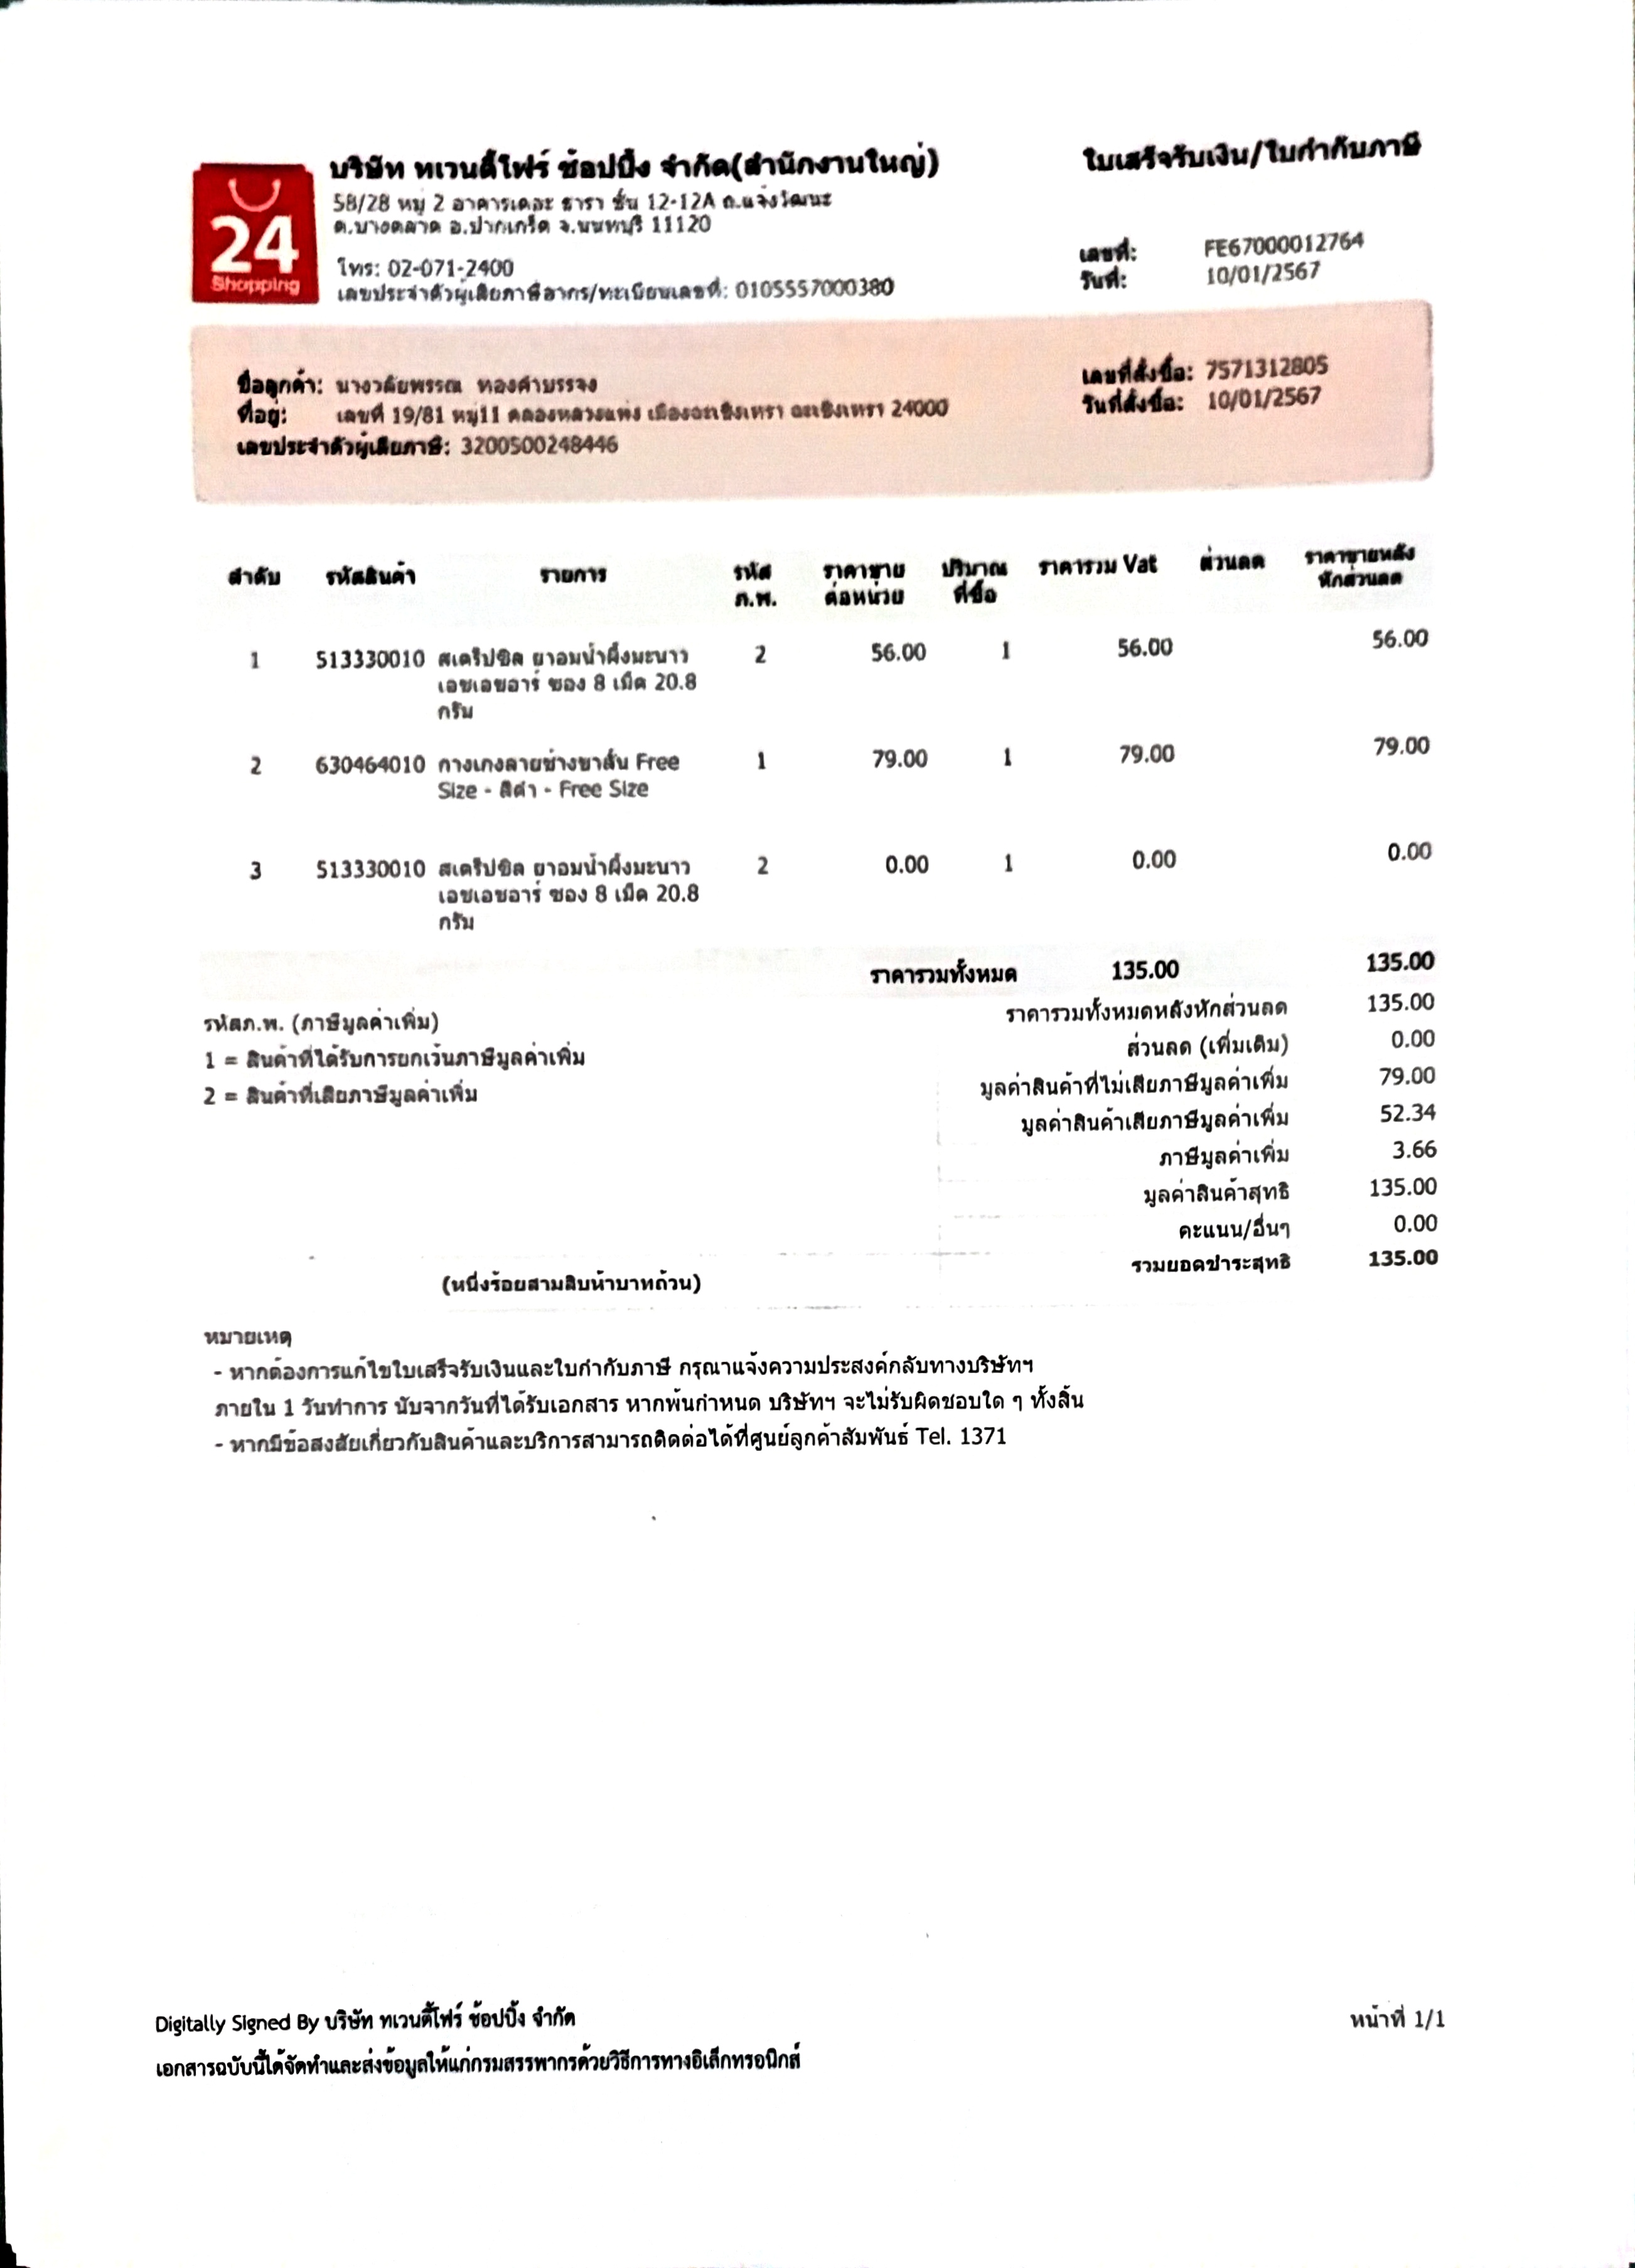 24
Shopping
บริษัท ทเวนตี้โฟร์ ช้อปปิ้ง จำกัด(สำนักงานใหญ่)
ใบเสร็จรับเงิน/ใบกำกับภาษี
58/28 หมู่ 2 อาคารเดอะ ธารา ชั้น 12-12A ถ.แจ้งวัฒนะ
ต.บางตลาด อ.ปากเกร็ด จ.นนทบุรี 11120
โทร: 02-071-2400
เลขประจำตัวผู้เสียภาษีอากร/ทะเบียนเลขที่: 0105557000380
เลขที่: FE67000012764
วันที่: 10/01/2567
ชื่อลูกค้า: นางวลัยพรรณ ทองคำบรรจง
ที่อยู่: เลขที่ 19/81 หมู่11 คลองหลวงแพ่ง เมืองฉะเชิงเทรา ฉะเชิงเทรา 24000
เลขประจำตัวผู้เสียภาษี: 3200500248446
เลขที่สั่งซื้อ: 7571312805
วันที่สั่งซื้อ: 10/01/2567
ลำดับ รหัสสินค้า รายการ รหัส ราคาขาย ปริมาณ ราคารวม Vat ส่วนลด ราคาขายหลัง
ภ.พ. ต่อหน่วย ที่ซื้อ หักส่วนลด
1 513330010 สเตร็ปซิล ยาอมน้ำผึ้งมะนาว 2 56.00 1 56.00 56.00
เอชเอชอาร์ ซอง 8 เม็ด 20.8
กรัม
2 630464010 กางเกงลายช้างขาสั้น Free 1 79.00 1 79.00 79.00
Size - สีดำ - Free Size
3 513330010 สเตร็ปซิล ยาอมน้ำผึ้งมะนาว 2 0.00 1 0.00 0.00
เอชเอชอาร์ ซอง 8 เม็ด 20.8
กรัม
ราคารวมทั้งหมด 135.00 135.00
ราคารวมทั้งหมดหลังหักส่วนลด 135.00
รหัสภ.พ. (ภาษีมูลค่าเพิ่ม)
ส่วนลด (เพิ่มเติม) 0.00
1 = สินค้าที่ได้รับการยกเว้นภาษีมูลค่าเพิ่ม
มูลค่าสินค้าที่ไม่เสียภาษีมูลค่าเพิ่ม 79.00
2 = สินค้าที่เสียภาษีมูลค่าเพิ่ม
มูลค่าสินค้าเสียภาษีมูลค่าเพิ่ม 52.34
ภาษีมูลค่าเพิ่ม 3.66
มูลค่าสินค้าสุทธิ 135.00
คะแนน/อื่นๆ 0.00
รวมยอดชำระสุทธิ 135.00
(หนึ่งร้อยสามสิบห้าบาทถ้วน)
หมายเหตุ
- หากต้องการแก้ไขใบเสร็จรับเงินและใบกำกับภาษี กรุณาแจ้งความประสงค์กลับทางบริษัทฯ
ภายใน 1 วันทำการ นับจากวันที่ได้รับเอกสาร หากพ้นกำหนด บริษัทฯ จะไม่รับผิดชอบใด ๆ ทั้งสิ้น
- หากมีข้อสงสัยเกี่ยวกับสินค้าและบริการสามารถติดต่อได้ที่ศูนย์ลูกค้าสัมพันธ์ Tel. 1371
Digitally Signed By บริษัท ทเวนตี้โฟร์ ช้อปปิ้ง จำกัด
หน้าที่ 1/1
เอกสารฉบับนี้ได้จัดทำและส่งข้อมูลให้แก่กรมสรรพากรด้วยวิธีการทางอิเล็กทรอนิกส์